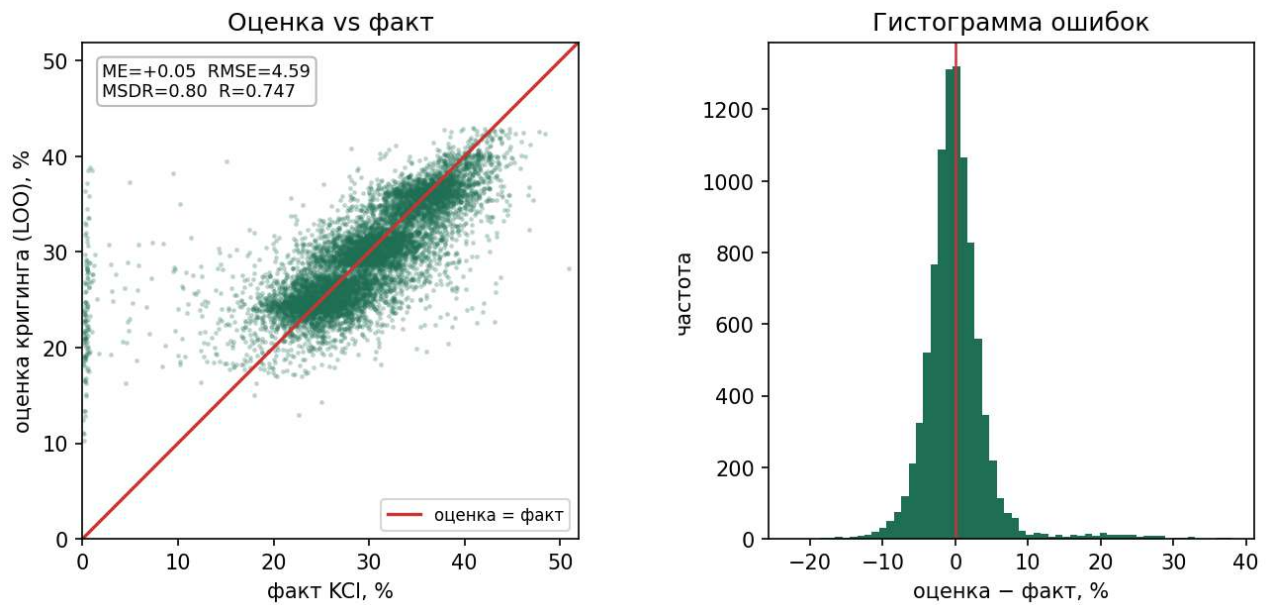 Оценка vs факт
50
40
30
20
10
0
оценка кригинга (LOO), %
ME=+0.05 RMSE=4.59
MSDR=0.80 R=0.747
оценка = факт
0 10 20 30 40 50
факт KCl, %
Гистограмма ошибок
1200
1000
800
600
400
200
0
частота
−20 −10 0 10 20 30 40
оценка − факт, %